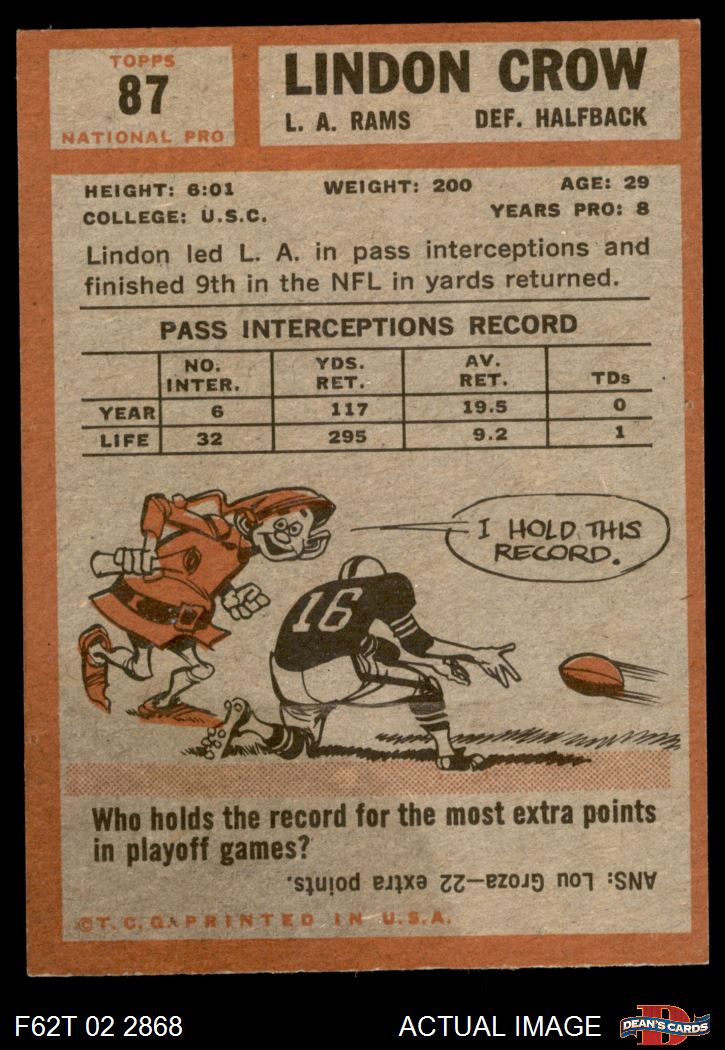 TOPPS
87
NATIONAL PRO
LINDON CROW
L. A. RAMS DEF. HALFBACK
HEIGHT: 6:01 WEIGHT: 200 AGE: 29
COLLEGE: U.S.C. YEARS PRO: 8
Lindon led L. A. in pass interceptions and
finished 9th in the NFL in yards returned.
PASS INTERCEPTIONS RECORD
NO. INTER. YDS. RET. AV. RET. TDs
YEAR 6 117 19.5 0
LIFE 32 295 9.2 1
I HOLD THIS
RECORD.
16
Who holds the record for the most extra points
in playoff games?
ANS: Lou Groza—22 extra points.
©T. C. G. PRINTED IN U.S.A.
F62T 02 2868 ACTUAL IMAGE
D
DEAN'S CARDS